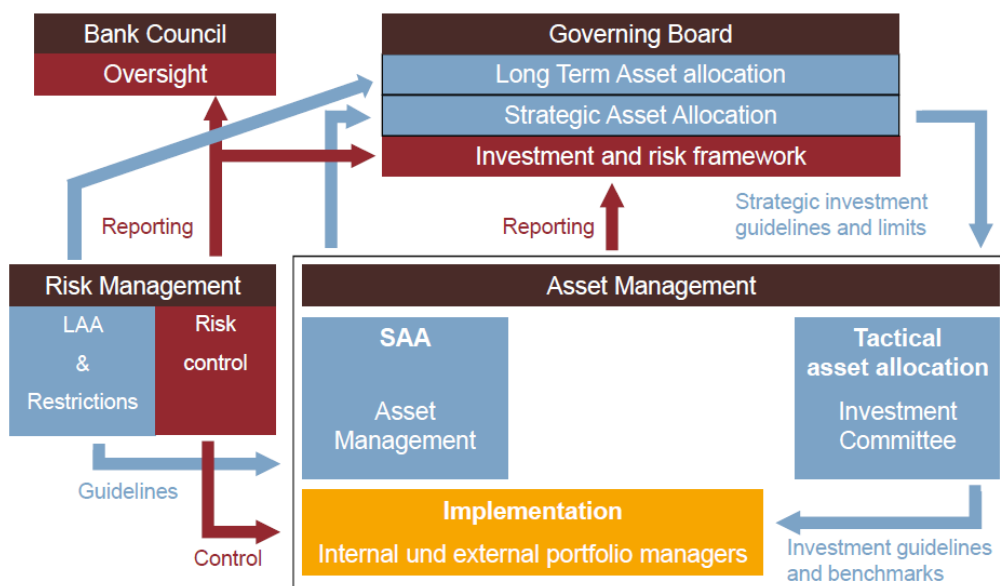 Bank Council
Oversight
Governing Board
Long Term Asset allocation
Strategic Asset Allocation
Investment and risk framework
Reporting
Reporting
Strategic investment
guidelines and limits
Risk Management
LAA
&
Restrictions
Risk
control
Asset Management
SAA
Asset
Management
Tactical
asset allocation
Investment
Committee
Guidelines
Control
Implementation
Internal und external portfolio managers
Investment guidelines
and benchmarks